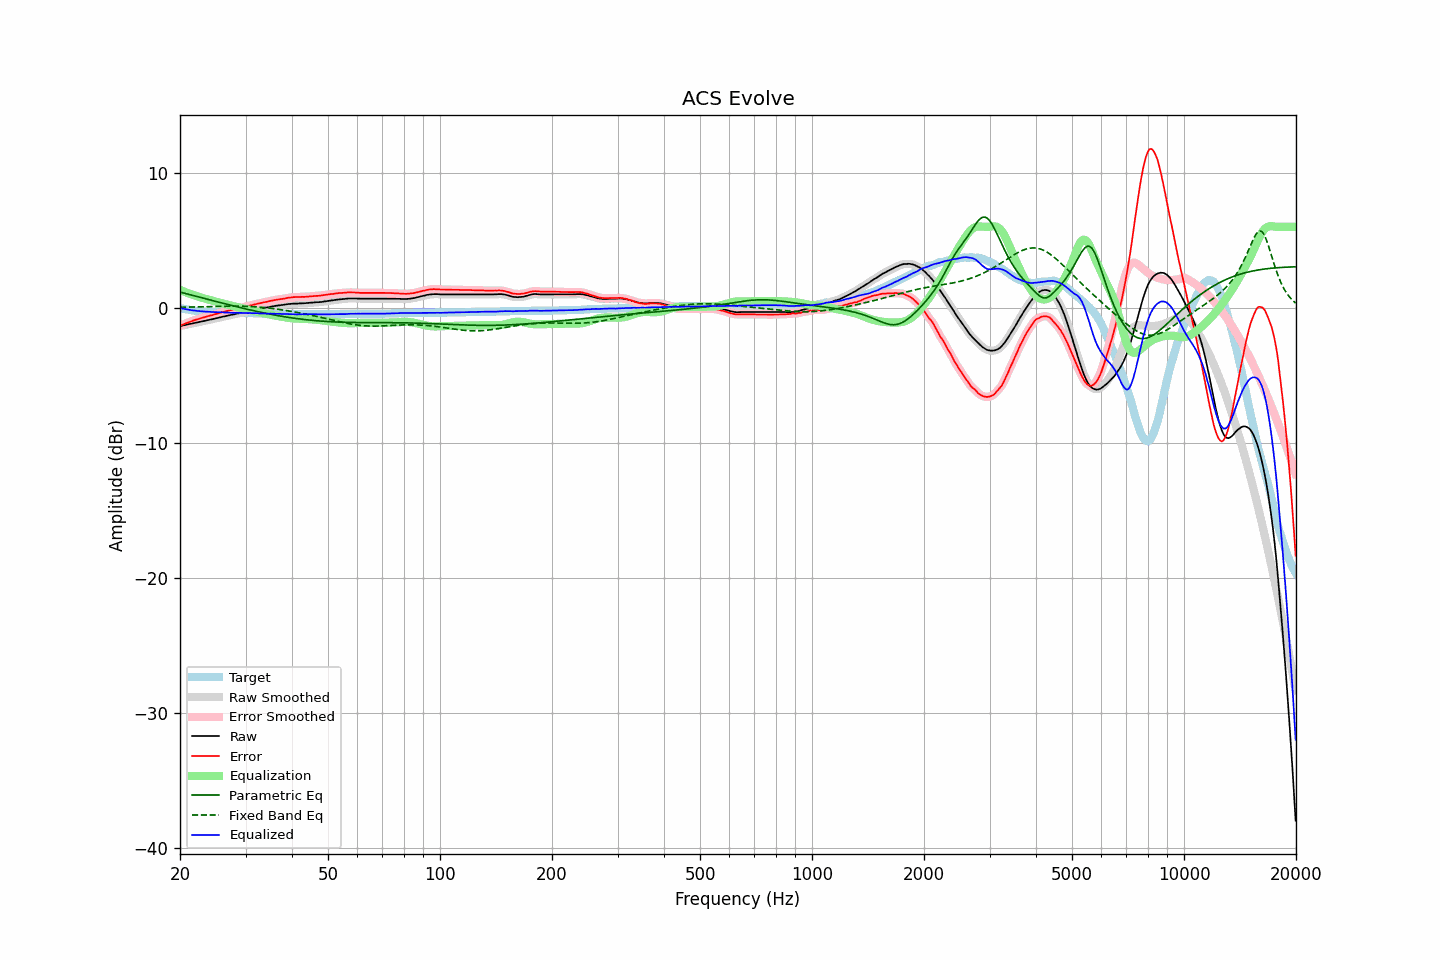 ACS Evolve
Amplitude (dBr)
10
0
−10
−20
−30
−40
Target
Raw Smoothed
Error Smoothed
Raw
Error
Equalization
Parametric Eq
Fixed Band Eq
Equalized
20 50 100 200 500 1000 2000 5000 10000 20000
Frequency (Hz)